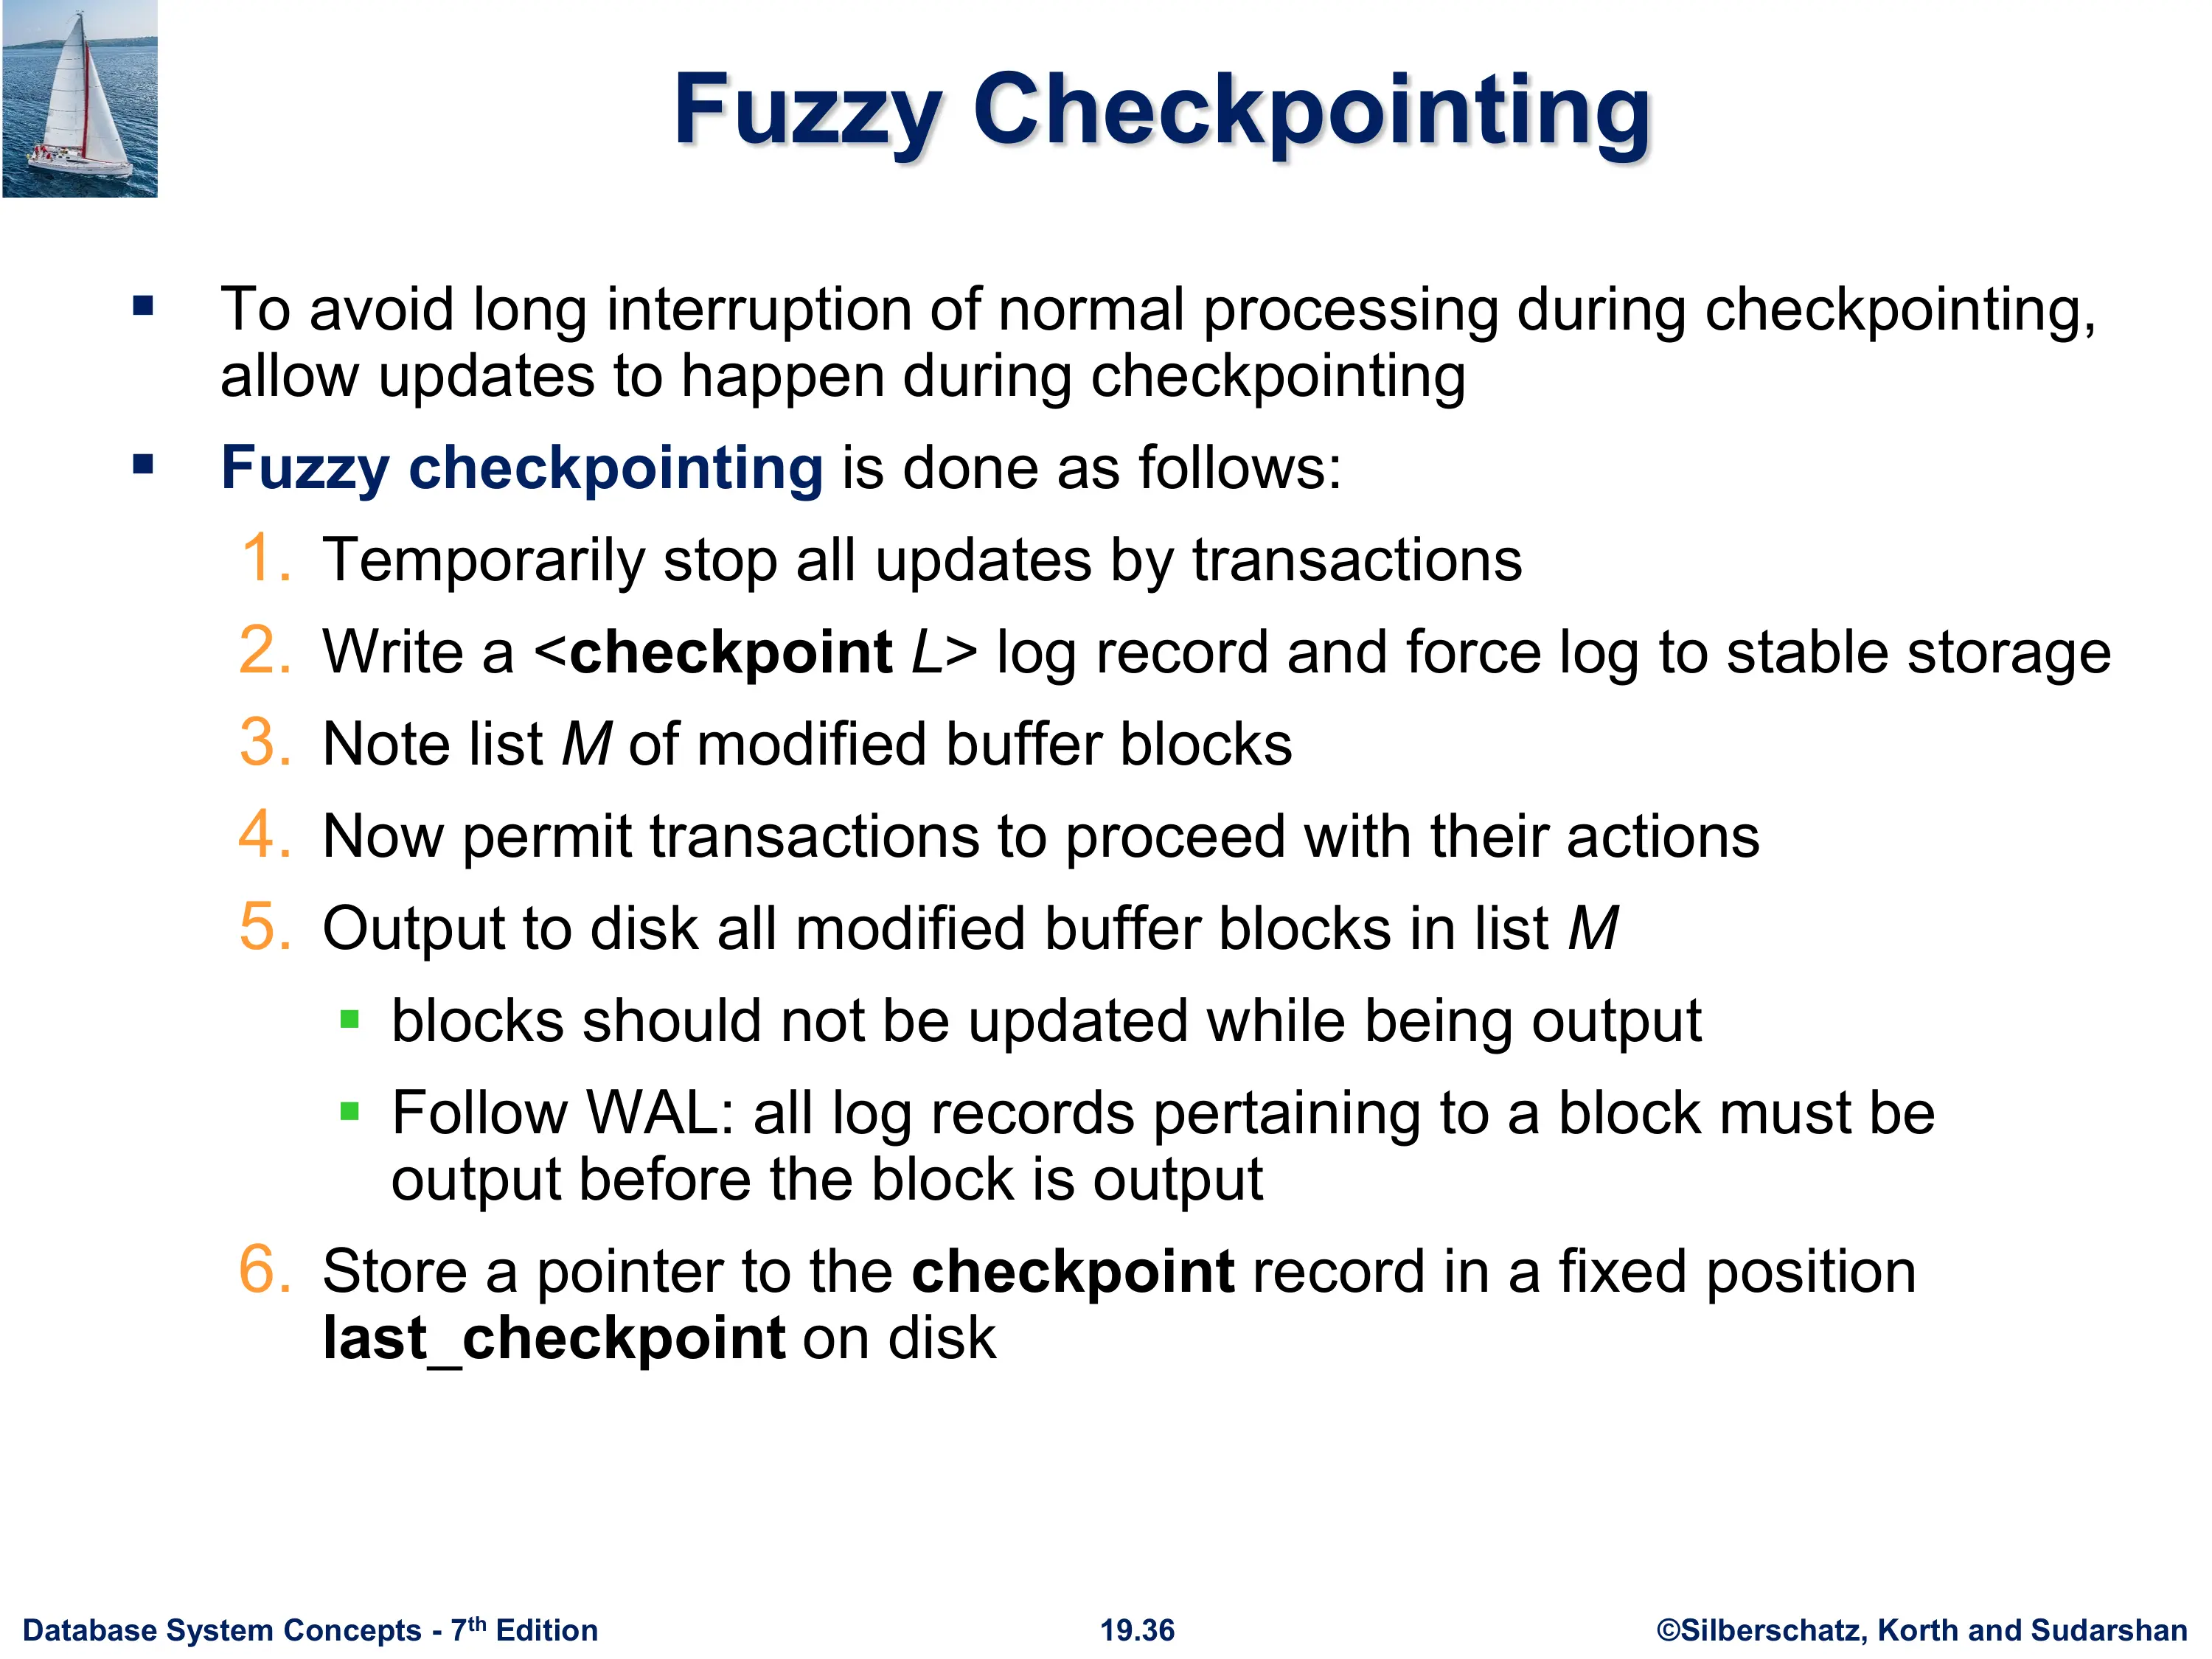 Fuzzy Checkpointing
▪ To avoid long interruption of normal processing during checkpointing,
allow updates to happen during checkpointing
▪ Fuzzy checkpointing is done as follows:
1. Temporarily stop all updates by transactions
2. Write a <checkpoint L> log record and force log to stable storage
3. Note list M of modified buffer blocks
4. Now permit transactions to proceed with their actions
5. Output to disk all modified buffer blocks in list M
▪ blocks should not be updated while being output
▪ Follow WAL: all log records pertaining to a block must be
output before the block is output
6. Store a pointer to the checkpoint record in a fixed position
last_checkpoint on disk
Database System Concepts - 7th Edition
19.36
©Silberschatz, Korth and Sudarshan